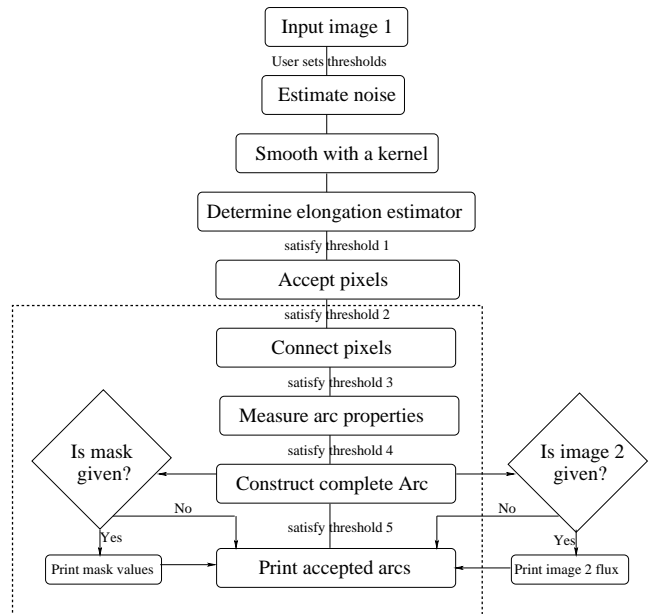 Input image 1
User sets thresholds
Estimate noise
Smooth with a kernel
Determine elongation estimator
satisfy threshold 1
Accept pixels
satisfy threshold 2
Connect pixels
satisfy threshold 3
Measure arc properties
satisfy threshold 4
Is mask
given?
Construct complete Arc
Is image 2
given?
No
satisfy threshold 5
No
Yes
Yes
Print mask values
Print accepted arcs
Print image 2 flux